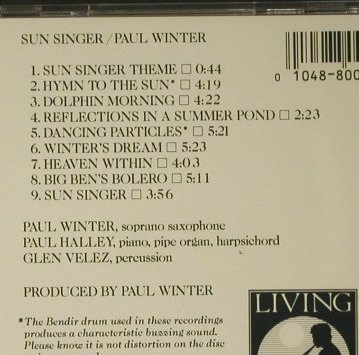 SUN SINGER/PAUL WINTER
1. SUN SINGER THEME □ 0:44
2. HYMN TO THE SUN* □ 4:19
3. DOLPHIN MORNING □ 4:22
4. REFLECTIONS IN A SUMMER POND □ 2:23
5. DANCING PARTICLES* □ 5:21
6. WINTER'S DREAM □ 5:23
7. HEAVEN WITHIN □ 4:03
8. BIG BEN'S BOLERO □ 5:11
9. SUN SINGER □ 3:56
0 1048-800
PAUL WINTER, soprano saxophone
PAUL HALLEY, piano, pipe organ, harpsichord
GLEN VELEZ, percussion
PRODUCED BY PAUL WINTER
*The Bendir drum used in these recordings
produces a characteristic buzzing sound.
Please know it is not distortion on the disc
LIVING